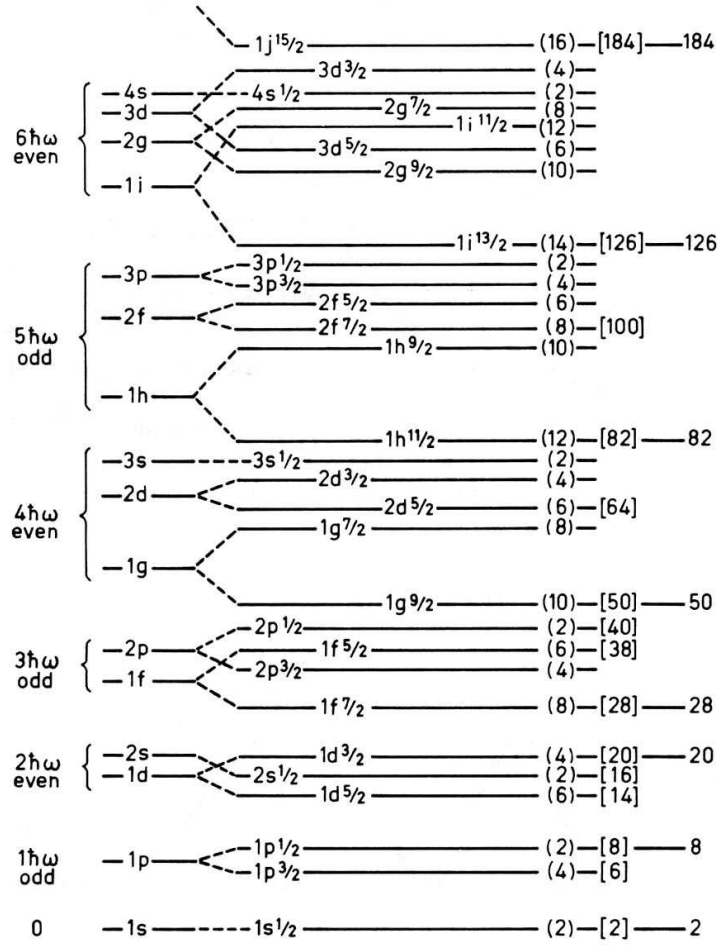 1j15/2 (16) [184] 184
3d3/2 (4)
4s 4s1/2 (2)
3d 2g7/2 (8)
6ħω even 1i11/2 (12)
2g 3d5/2 (6)
2g9/2 (10)
1i
1i13/2 (14) [126] 126
3p 3p1/2 (2)
3p3/2 (4)
2f 2f5/2 (6)
2f7/2 (8) [100]
5ħω odd 1h9/2 (10)
1h
1h11/2 (12) [82] 82
3s 3s1/2 (2)
2d 2d3/2 (4)
4ħω even 2d5/2 (6) [64]
1g7/2 (8)
1g
1g9/2 (10) [50] 50
2p1/2 (2) [40]
3ħω odd 2p 1f5/2 (6) [38]
1f 2p3/2 (4)
1f7/2 (8) [28] 28
2s 1d3/2 (4) [20] 20
2ħω even 1d 2s1/2 (2) [16]
1d5/2 (6) [14]
1p1/2 (2) [8] 8
1ħω odd 1p
1p3/2 (4) [6]
0 1s 1s1/2 (2) [2] 2